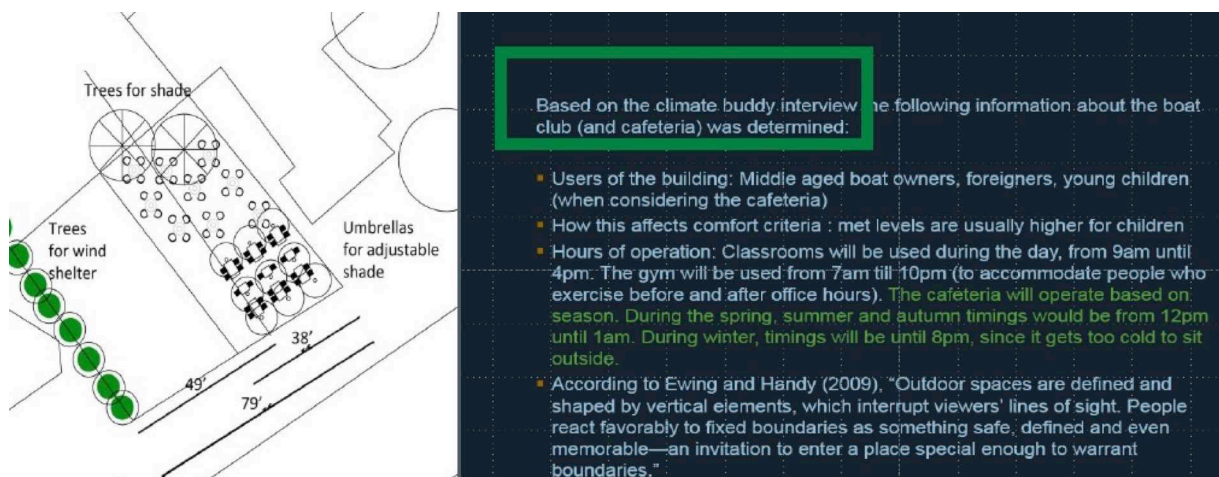 Trees for shade
Trees
for wind
shelter
Umbrellas
for adjustable
shade
38'
49'
79'
Based on the climate buddy interview he following information about the boat
club (and cafeteria) was determined:
Users of the building: Middle aged boat owners, foreigners, young children
(when considering the cafeteria)
How this affects comfort criteria : met levels are usually higher for children
Hours of operation: Classrooms will be used during the day, from 9am until
4pm. The gym will be used from 7am till 10pm (to accommodate people who
exercise before and after office hours). The cafeteria will operate based on
season. During the spring, summer and autumn timings would be from 12pm
until 1am. During winter, timings will be until 8pm, since it gets too cold to sit
outside.
According to Ewing and Handy (2009), “Outdoor spaces are defined and
shaped by vertical elements, which interrupt viewers’ lines of sight. People
react favorably to fixed boundaries as something safe, defined and even
memorable—an invitation to enter a place special enough to warrant
boundaries.”